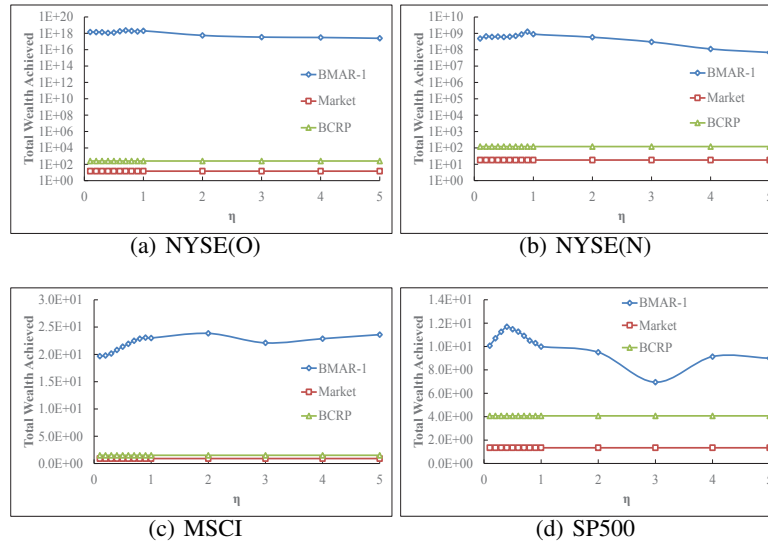 1E+20
1E+18
1E+16
1E+14
1E+12
1E+10
1E+08
1E+06
1E+04
1E+02
1E+00
Total Wealth Achieved
BMAR-1
Market
BCRP
0 1 2 3 4 5
η
(a) NYSE(O)
1E+10
1E+09
1E+08
1E+07
1E+06
1E+05
1E+04
1E+03
1E+02
1E+01
1E+00
Total Wealth Achieved
BMAR-1
Market
BCRP
0 1 2 3 4 5
η
(b) NYSE(N)
3.0E+01
2.5E+01
2.0E+01
1.5E+01
1.0E+01
5.0E+00
0.0E+00
Total Wealth Achieved
BMAR-1
Market
BCRP
0 1 2 3 4 5
η
(c) MSCI
1.4E+01
1.2E+01
1.0E+01
8.0E+00
6.0E+00
4.0E+00
2.0E+00
0.0E+00
Total Wealth Achieved
BMAR-1
Market
BCRP
0 1 2 3 4 5
η
(d) SP500